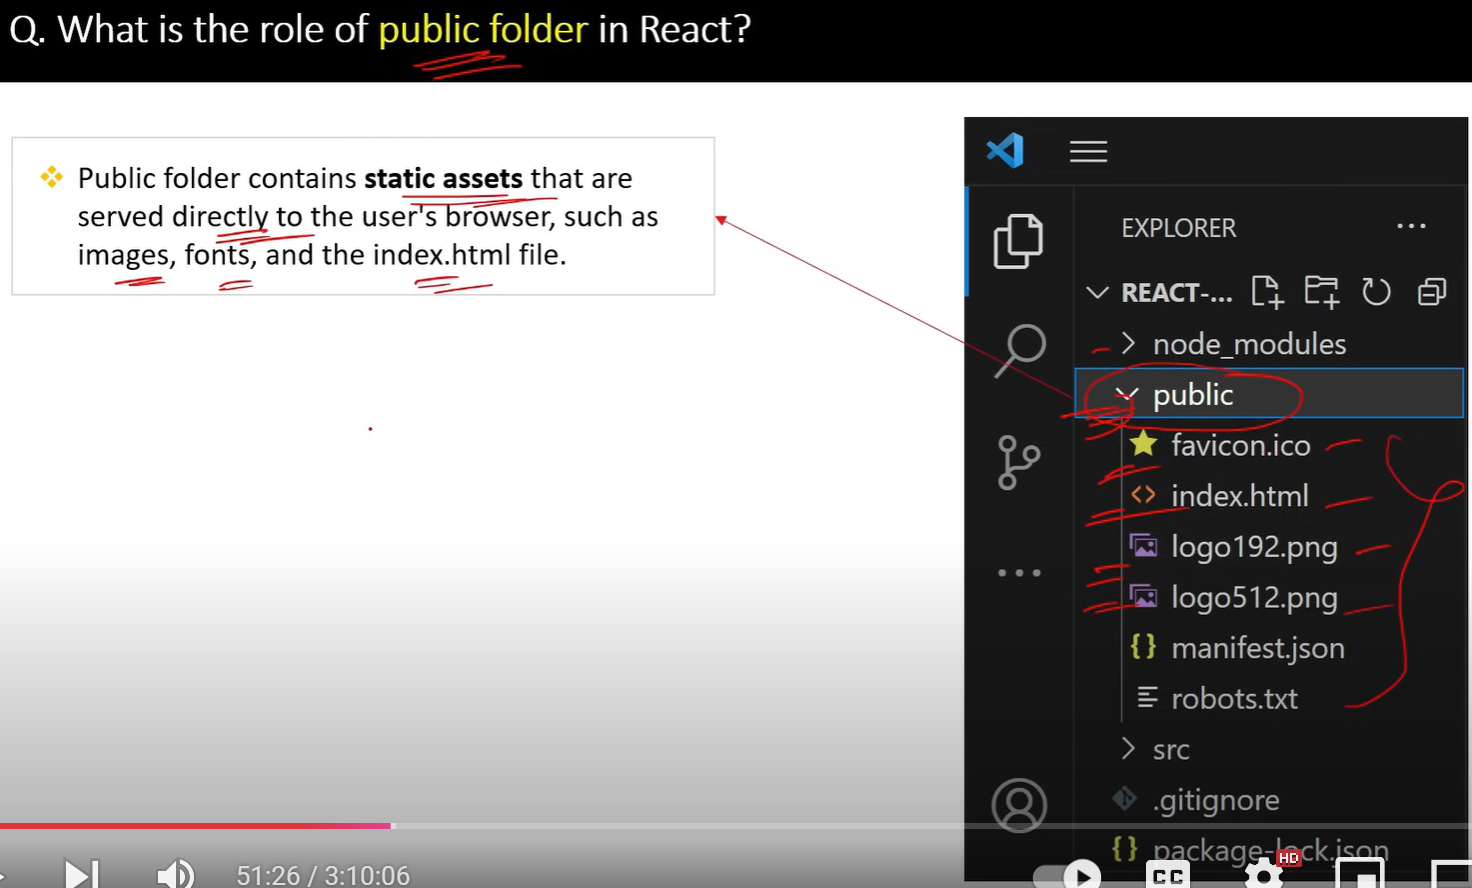 Q. What is the role of public folder in React?
Public folder contains static assets that are
served directly to the user's browser, such as
images, fonts, and the index.html file.
EXPLORER
REACT-...
node_modules
public
favicon.ico
index.html
logo192.png
logo512.png
manifest.json
robots.txt
src
.gitignore
package-lock.json
51:26 / 3:10:06
CC
HD